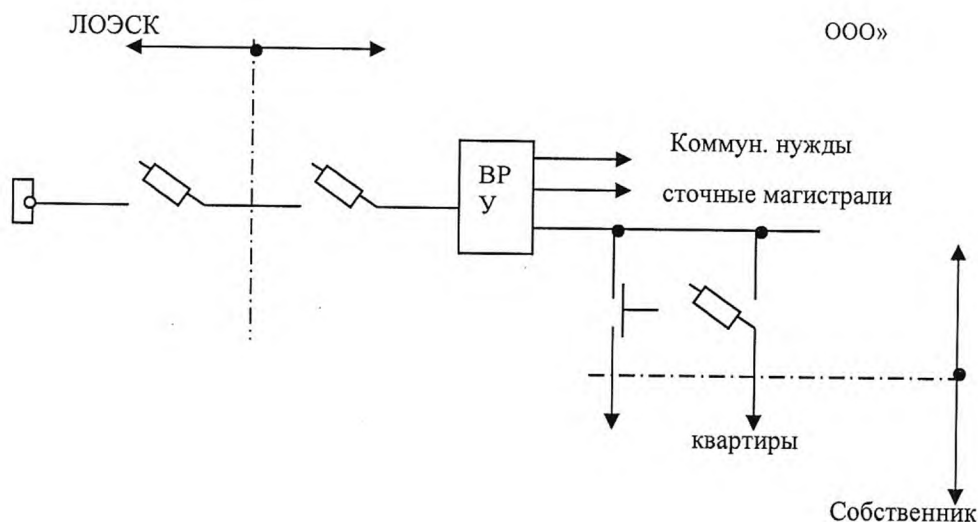 ЛОЭСК
ООО»
Коммун. нужды
ВР
У
сточные магистрали
квартиры
Собственник